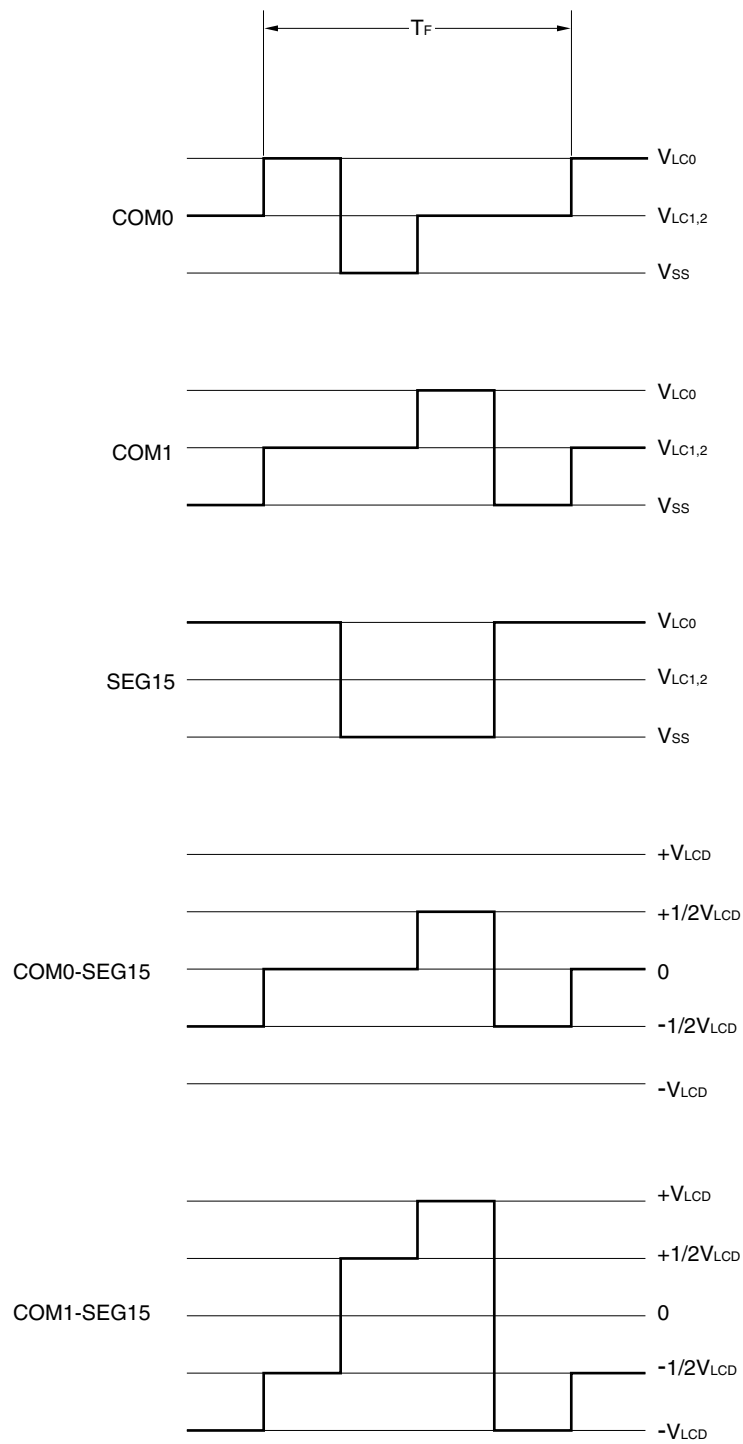 TF
VLC0
COM0
VLC1,2
VSS
VLC0
COM1
VLC1,2
VSS
VLC0
SEG15
VLC1,2
VSS
+VLCD
+1/2VLCD
COM0-SEG15
0
-1/2VLCD
-VLCD
+VLCD
+1/2VLCD
COM1-SEG15
0
-1/2VLCD
-VLCD